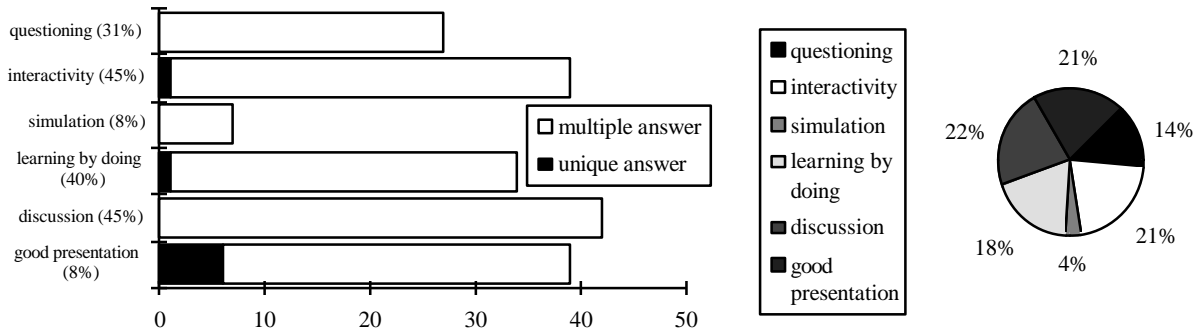 questioning (31%)
interactivity (45%)
simulation (8%)
learning by doing
(40%)
discussion (45%)
good presentation
(8%)
0
10
20
30
40
50
multiple answer
unique answer
questioning
interactivity
simulation
learning by
doing
discussion
good
presentation
21%
14%
21%
4%
18%
22%